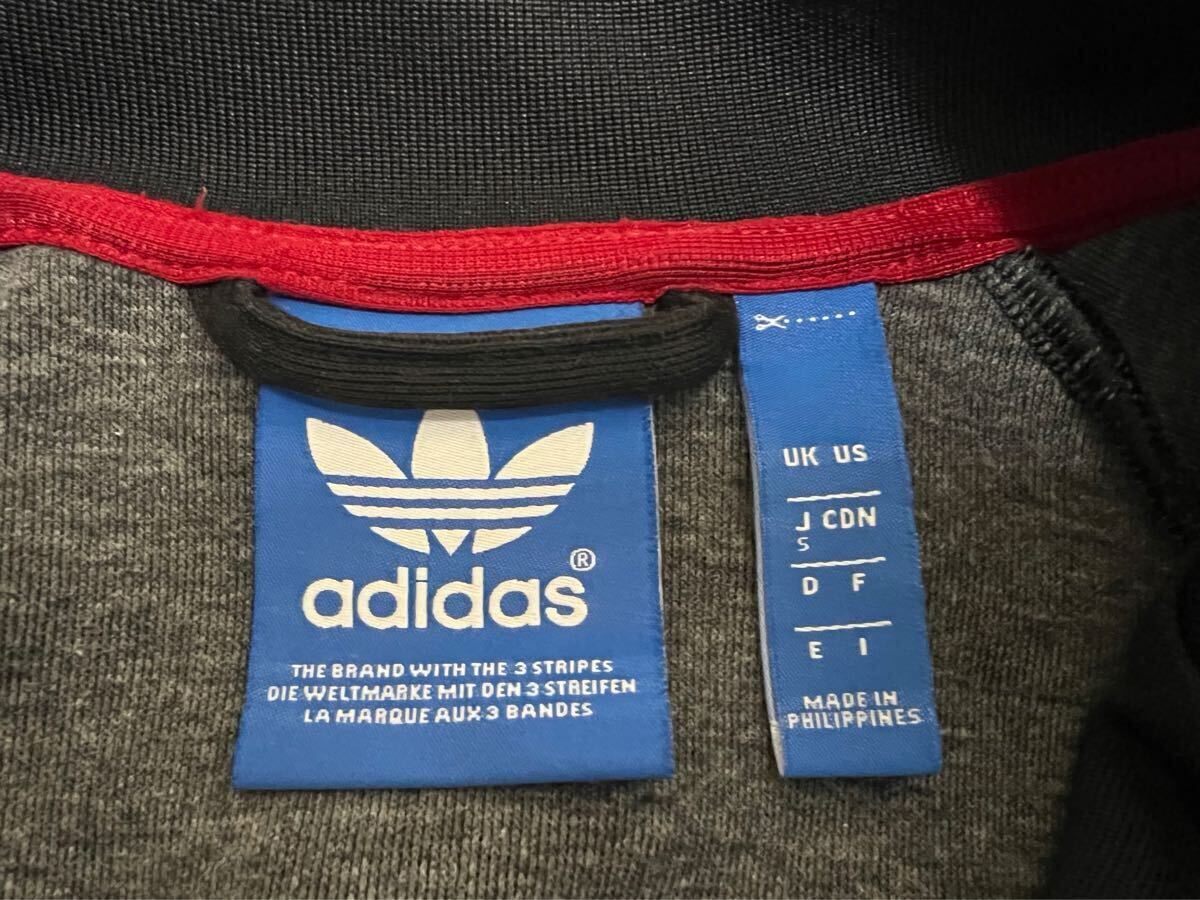 adidas®
THE BRAND WITH THE 3 STRIPES
DIE WELTMARKE MIT DEN 3 STREIFEN
LA MARQUE AUX 3 BANDES
UK US
J CDN
S
D F
E I
MADE IN
PHILIPPINES